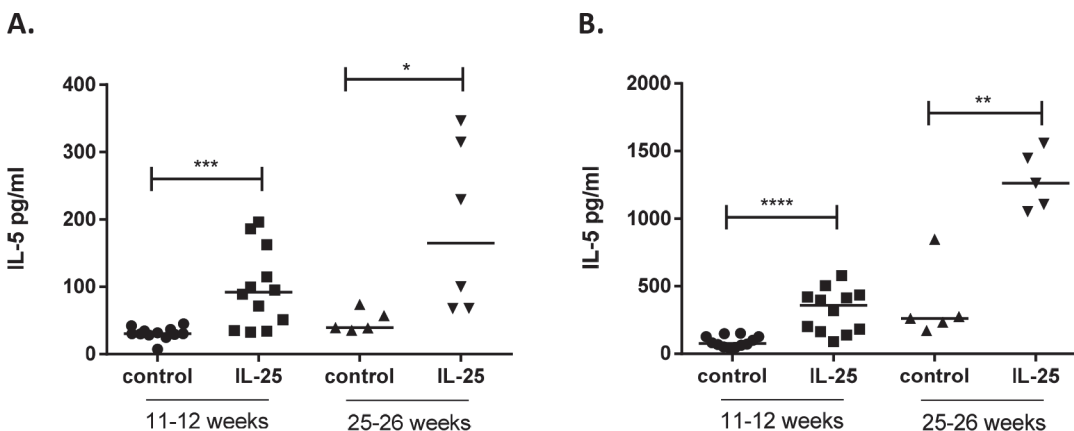 A.
IL-5 pg/ml
400
300
200
100
0
***
*
control IL-25 control IL-25
11-12 weeks 25-26 weeks
B.
IL-5 pg/ml
2000
1500
1000
500
0
****
**
control IL-25 control IL-25
11-12 weeks 25-26 weeks